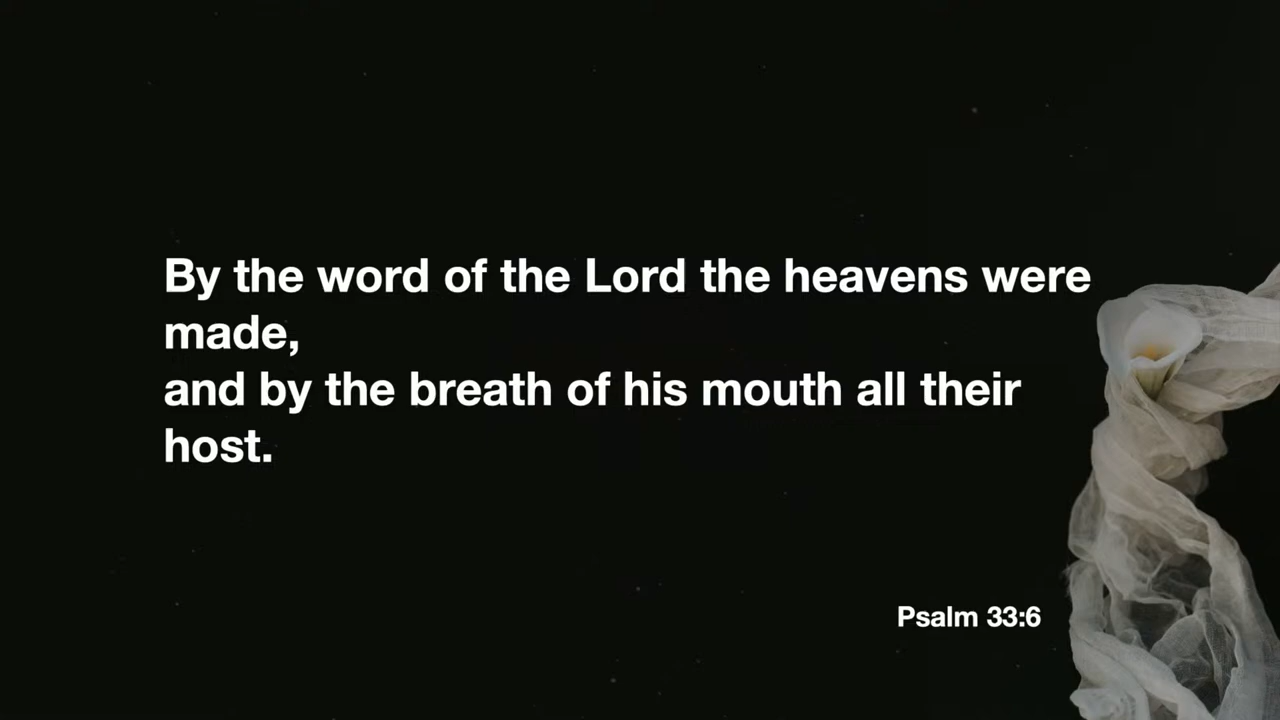 By the word of the Lord the heavens were
made,
and by the breath of his mouth all their
host.
Psalm 33:6